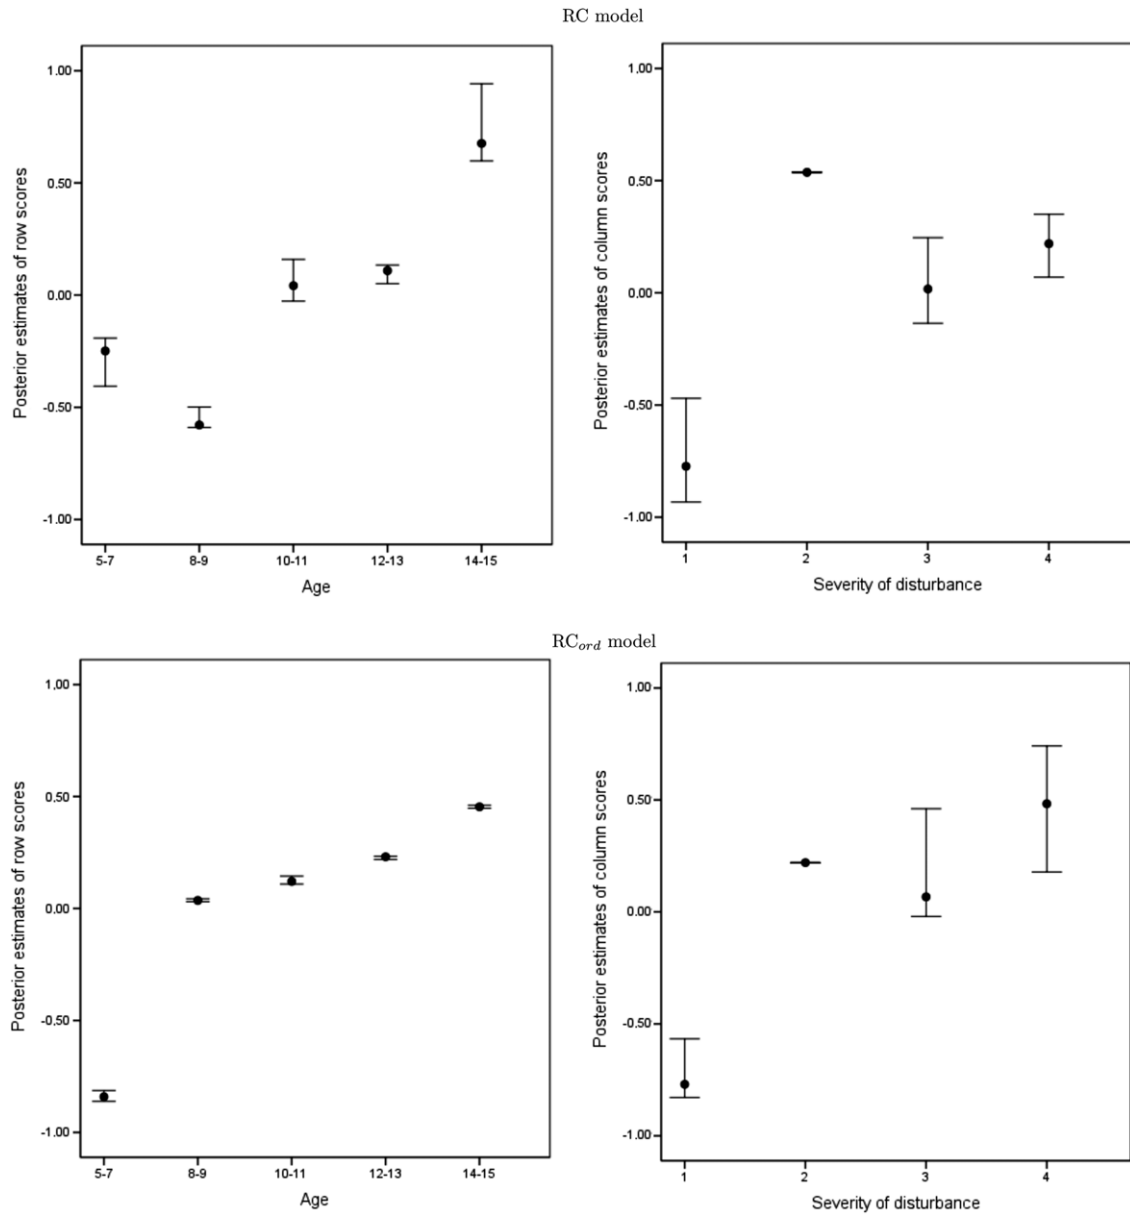 RC model
Posterior estimates of row scores
1.00
0.50
0.00
-0.50
-1.00
5-7 8-9 10-11 12-13 14-15
Age
Posterior estimates of column scores
1.00
0.50
0.00
-0.50
-1.00
1 2 3 4
Severity of disturbance
RCord model
Posterior estimates of row scores
1.00
0.50
0.00
-0.50
-1.00
5-7 8-9 10-11 12-13 14-15
Age
Posterior estimates of column scores
1.00
0.50
0.00
-0.50
-1.00
1 2 3 4
Severity of disturbance